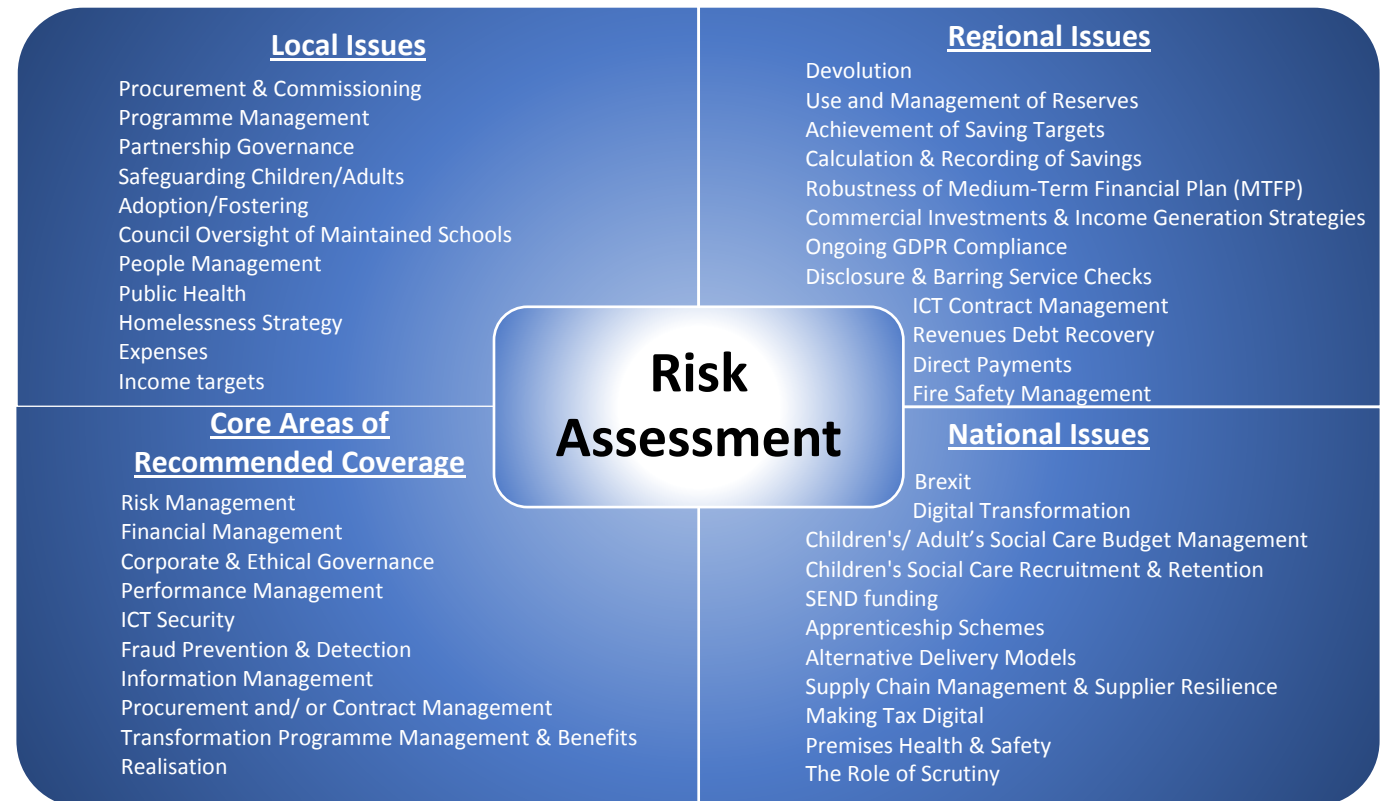 Local Issues
Procurement & Commissioning
Programme Management
Partnership Governance
Safeguarding Children/Adults
Adoption/Fostering
Council Oversight of Maintained Schools
People Management
Public Health
Homelessness Strategy
Expenses
Income targets
Regional Issues
Devolution
Use and Management of Reserves
Achievement of Saving Targets
Calculation & Recording of Savings
Robustness of Medium-Term Financial Plan (MTFP)
Commercial Investments & Income Generation Strategies
Ongoing GDPR Compliance
Disclosure & Barring Service Checks
ICT Contract Management
Revenues Debt Recovery
Direct Payments
Fire Safety Management
Risk
Assessment
Core Areas of
Recommended Coverage
Risk Management
Financial Management
Corporate & Ethical Governance
Performance Management
ICT Security
Fraud Prevention & Detection
Information Management
Procurement and/ or Contract Management
Transformation Programme Management & Benefits
Realisation
National Issues
Brexit
Digital Transformation
Children's/ Adult’s Social Care Budget Management
Children's Social Care Recruitment & Retention
SEND funding
Apprenticeship Schemes
Alternative Delivery Models
Supply Chain Management & Supplier Resilience
Making Tax Digital
Premises Health & Safety
The Role of Scrutiny